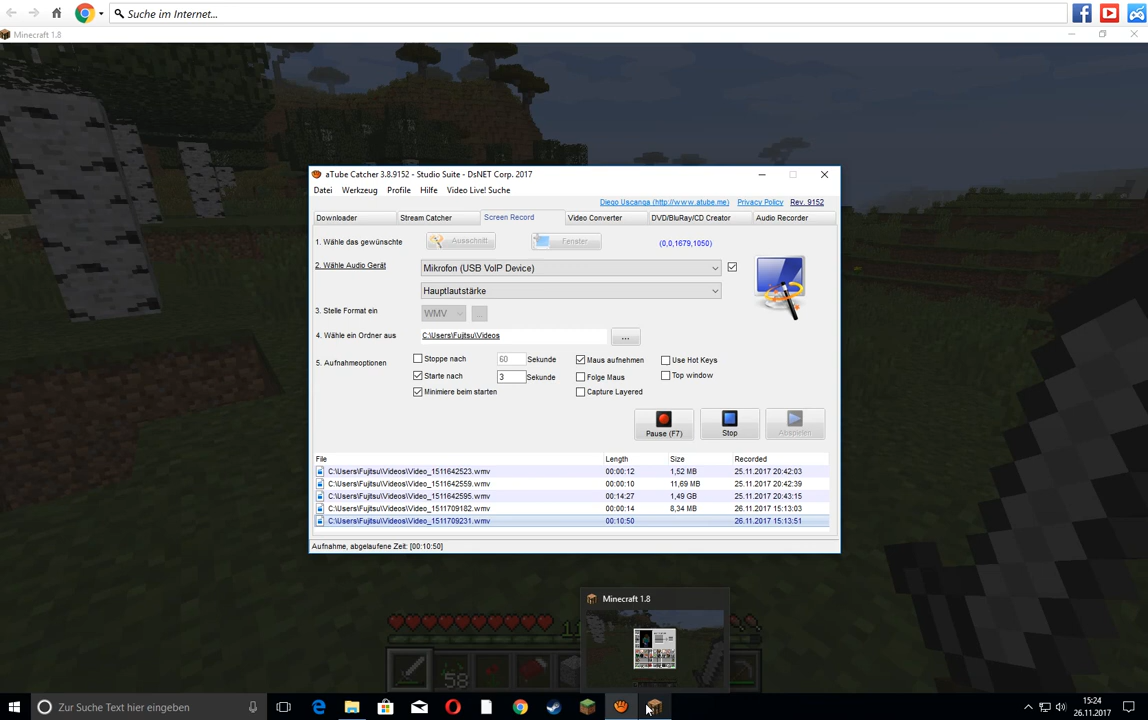 Suche im Internet...
Minecraft 1.8
aTube Catcher 3.8.9152 - Studio Suite - DsNET Corp. 2017
Datei Werkzeug Profile Hilfe Video Live! Suche
Diego Uscanga (http://www.atube.me) Privacy Policy Rev. 9152
Downloader Stream Catcher Screen Record Video Converter DVD/BluRay/CD Creator Audio Recorder
1. Wähle das gewünschte Ausschnitt Fenster (0,0,1679,1050)
2. Wähle Audio Gerät Mikrofon (USB VoIP Device)
Hauptlautstärke
3. Stelle Format ein WMV ...
4. Wähle ein Ordner aus C:\Users\Fujitsu\Videos ...
5. Aufnahmeoptionen Stoppe nach 60 Sekunde Maus aufnehmen Use Hot Keys
Starte nach 3 Sekunde Folge Maus Top window
Minimiere beim starten Capture Layered
Pause (F7) Stop Abspielen
File Length Size Recorded
C:\Users\Fujitsu\Videos\Video_1511642523.wmv 00:00:12 1,52 MB 25.11.2017 20:42:03
C:\Users\Fujitsu\Videos\Video_1511642559.wmv 00:00:10 11,69 MB 25.11.2017 20:42:39
C:\Users\Fujitsu\Videos\Video_1511642595.wmv 00:14:27 1,49 GB 25.11.2017 20:43:15
C:\Users\Fujitsu\Videos\Video_1511709182.wmv 00:00:14 8,34 MB 26.11.2017 15:13:03
C:\Users\Fujitsu\Videos\Video_1511709231.wmv 00:10:50 26.11.2017 15:13:51
Aufnahme, abgelaufene Zeit: [00:10:50]
Minecraft 1.8
58
Zur Suche Text hier eingeben
15:24
26.11.2017